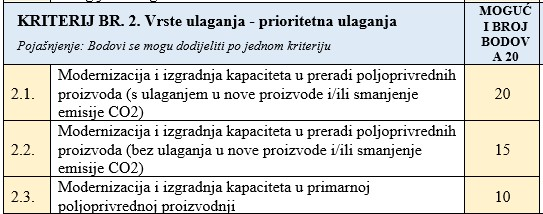 KRITERIJ BR. 2. Vrste ulaganja - prioritetna ulaganja
Pojašnjenje: Bodovi se mogu dodijeliti po jednom kriteriju
MOGUĆ
I BROJ
BODOV
A 20
2.1.
Modernizacija i izgradnja kapaciteta u preradi poljoprivrednih
proizvoda (s ulaganjem u nove proizvode i/ili smanjenje
emisije CO2)
20
2.2.
Modernizacija i izgradnja kapaciteta u preradi poljoprivrednih
proizvoda (bez ulaganja u nove proizvode i/ili smanjenje
emisije CO2)
15
2.3.
Modernizacija i izgradnja kapaciteta u primarnoj
poljoprivrednoj proizvodnji
10